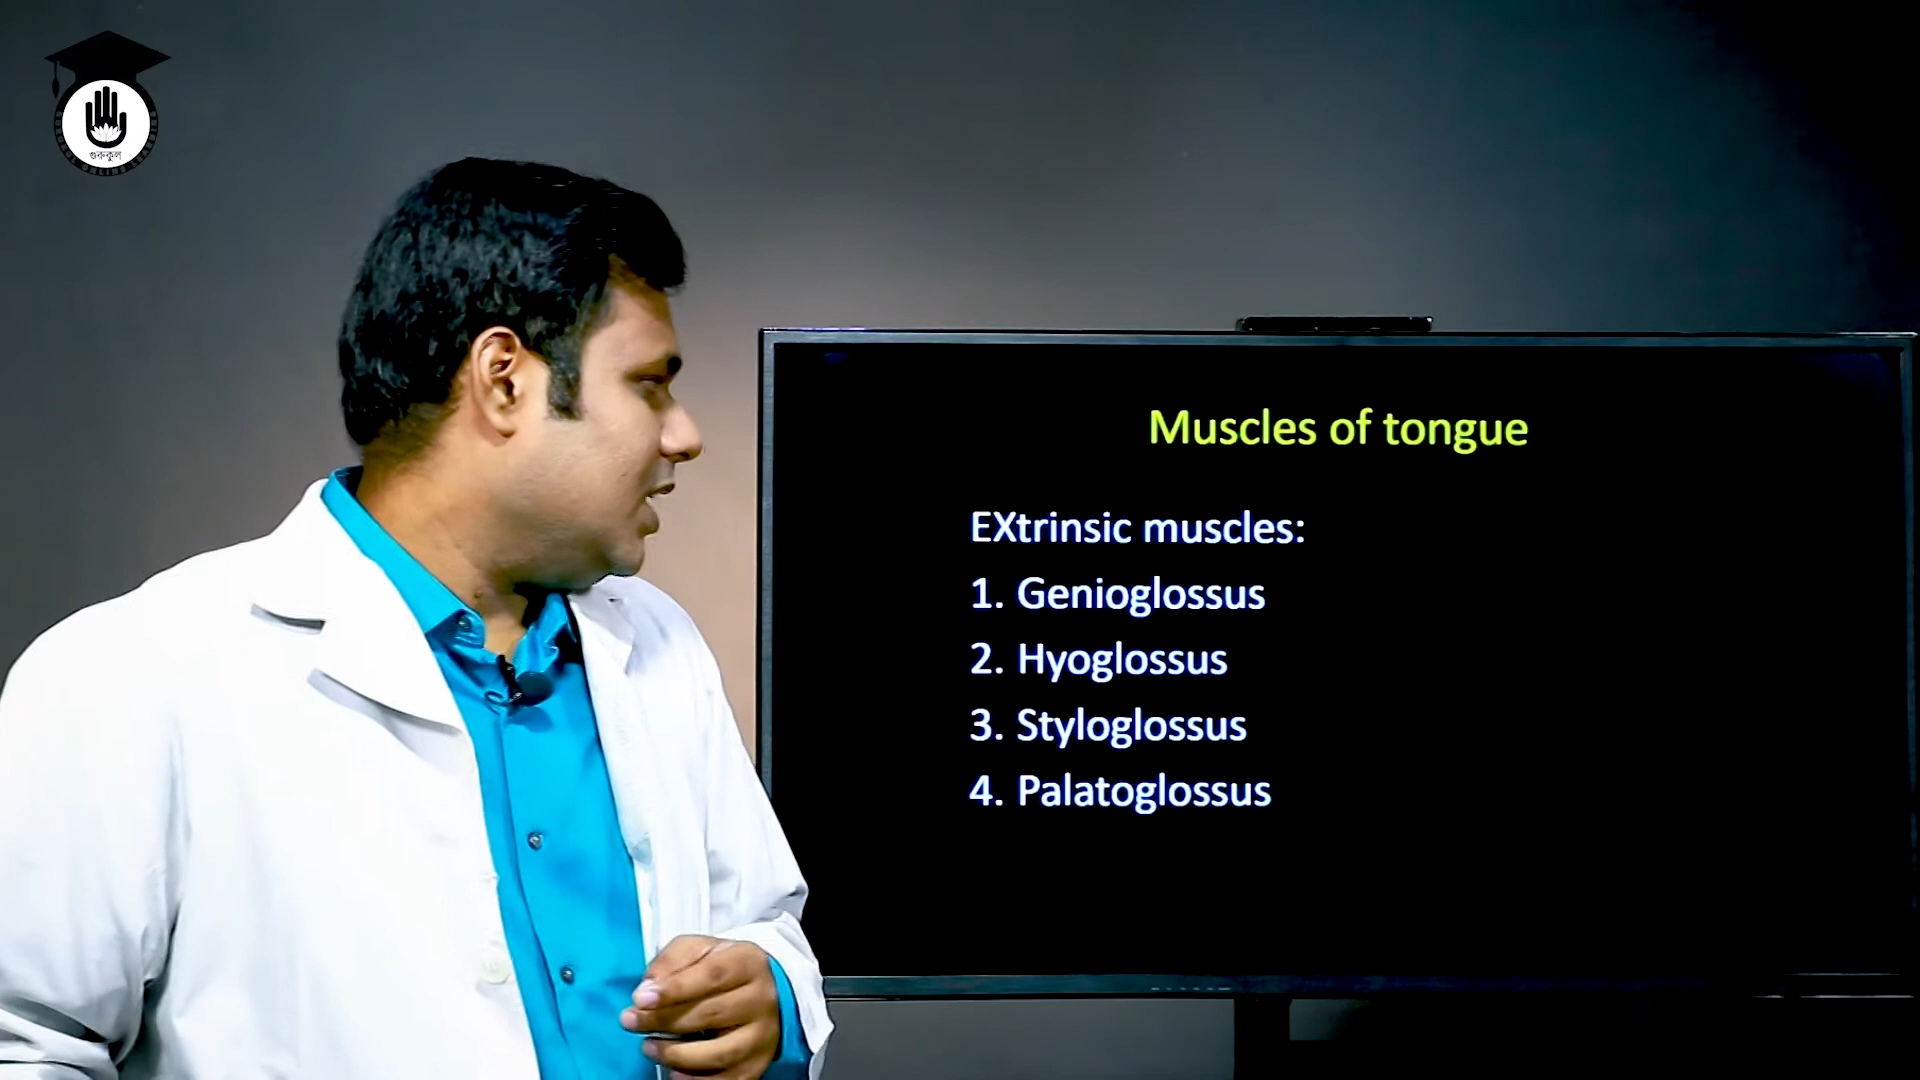 গুরুকুল
Muscles of tongue
EXtrinsic muscles:
1. Genioglossus
2. Hyoglossus
3. Styloglossus
4. Palatoglossus